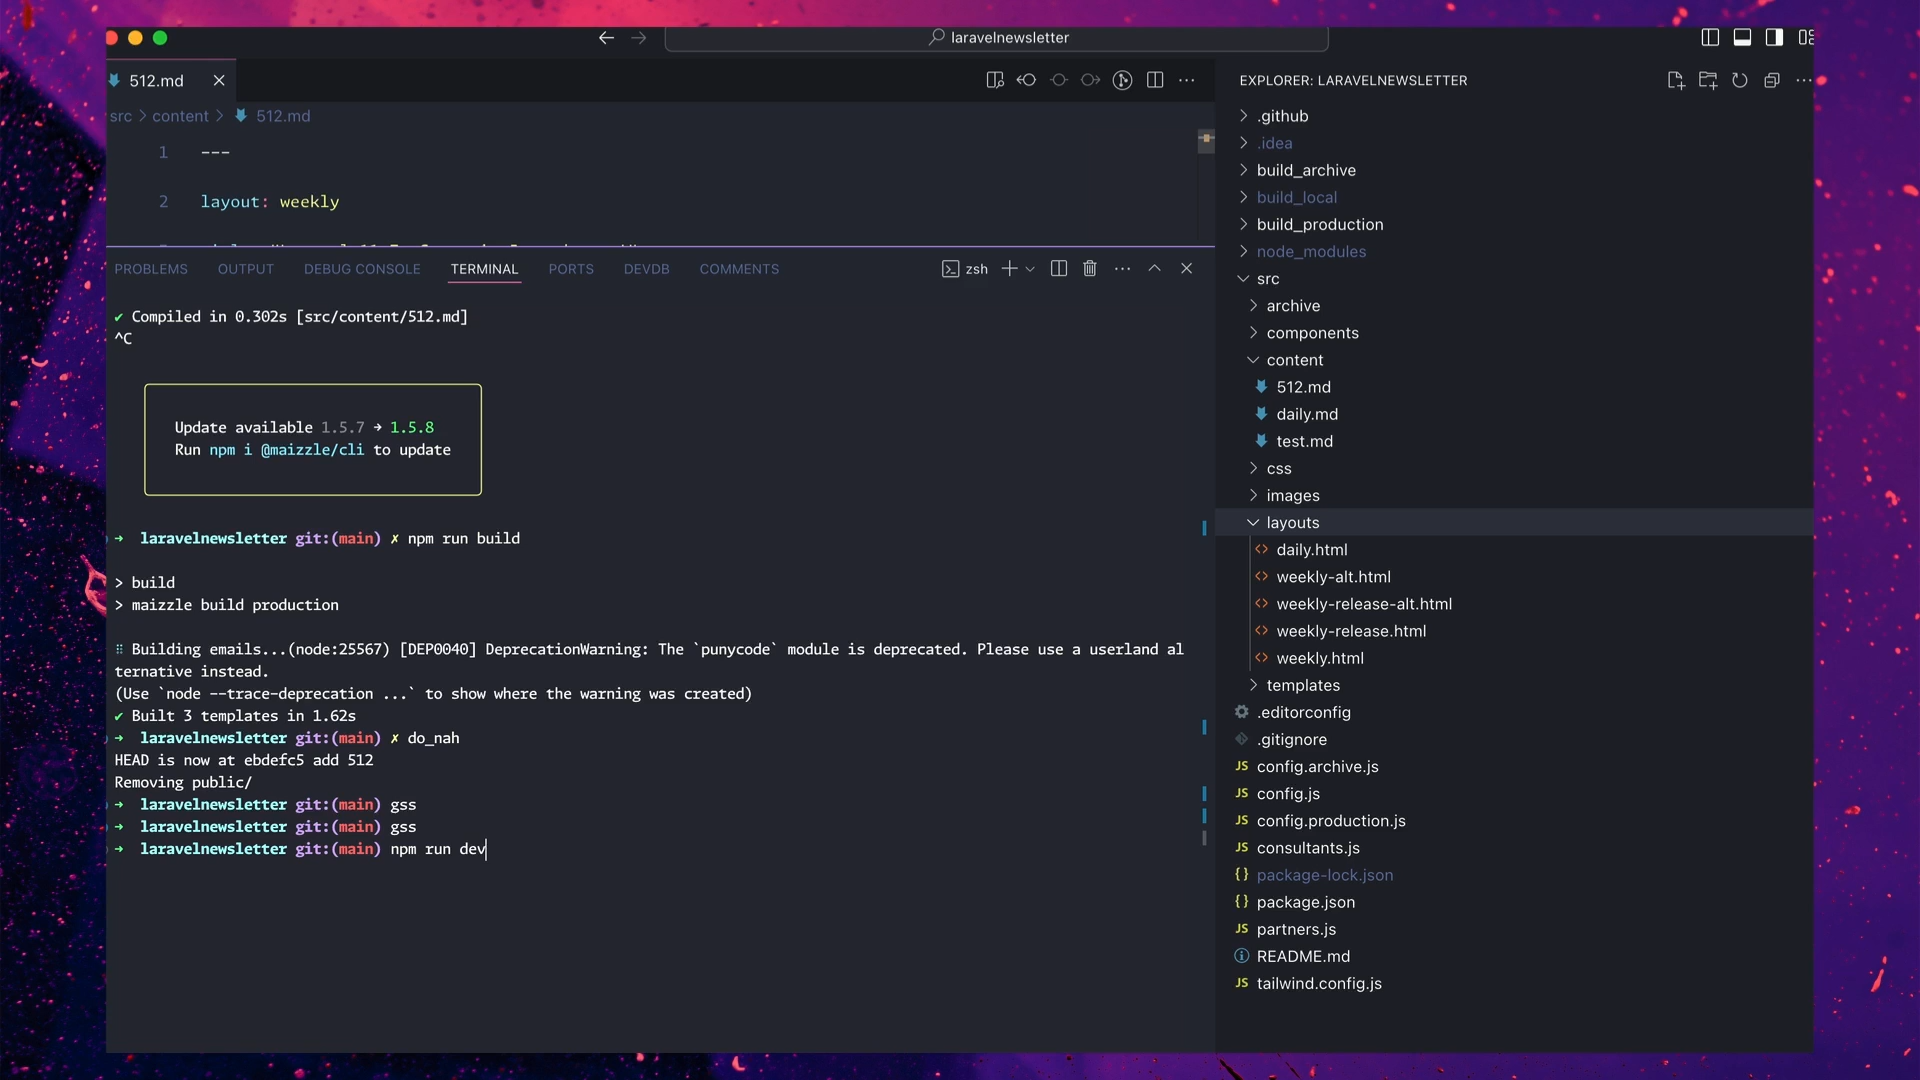 laravelnewsletter
512.md
src > content > 512.md
1 ---
2 layout: weekly
PROBLEMS OUTPUT DEBUG CONSOLE TERMINAL PORTS DEVDB COMMENTS
zsh
✔ Compiled in 0.302s [src/content/512.md]
^C
Update available 1.5.7 → 1.5.8
Run npm i @maizzle/cli to update
→ laravelnewsletter git:(main) ✗ npm run build
> build
> maizzle build production
⠿ Building emails...(node:25567) [DEP0040] DeprecationWarning: The `punycode` module is deprecated. Please use a userland al
ternative instead.
(Use `node --trace-deprecation ...` to show where the warning was created)
✔ Built 3 templates in 1.62s
→ laravelnewsletter git:(main) ✗ do_nah
HEAD is now at ebdefc5 add 512
Removing public/
→ laravelnewsletter git:(main) gss
→ laravelnewsletter git:(main) gss
→ laravelnewsletter git:(main) npm run dev
EXPLORER: LARAVELNEWSLETTER
.github
.idea
build_archive
build_local
build_production
node_modules
src
archive
components
content
512.md
daily.md
test.md
css
images
layouts
daily.html
weekly-alt.html
weekly-release-alt.html
weekly-release.html
weekly.html
templates
.editorconfig
.gitignore
JS config.archive.js
JS config.js
JS config.production.js
JS consultants.js
{} package-lock.json
{} package.json
JS partners.js
README.md
JS tailwind.config.js